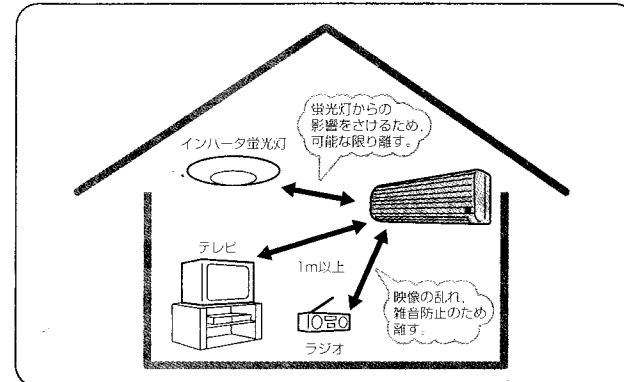 蛍光灯からの
影響をさけるため、
可能な限り離す。
インバータ蛍光灯
テレビ
1m以上
映像の乱れ、
雑音防止のため
離す。
ラジオ